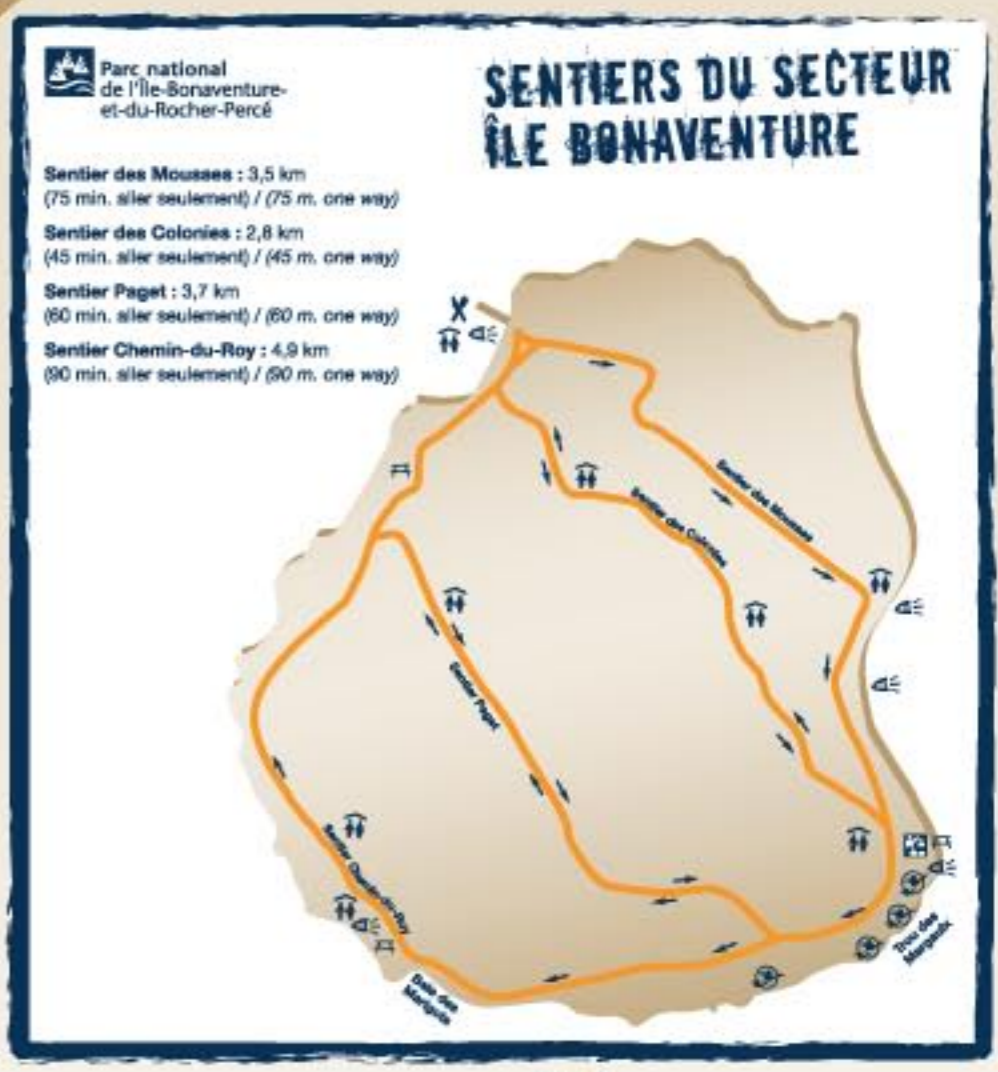 Parc national
de l'Île-Bonaventure-
et-du-Rocher-Percé
SENTIERS DU SECTEUR
ÎLE BONAVENTURE
Sentier des Mousses : 3,5 km
(75 min. aller seulement) / (75 m. one way)
Sentier des Colonies : 2,8 km
(45 min. aller seulement) / (45 m. one way)
Sentier Paget : 3,7 km
(60 min. aller seulement) / (60 m. one way)
Sentier Chemin-du-Roy : 4,9 km
(90 min. aller seulement) / (90 m. one way)
Sentier des Mousses
Sentier des Colonies
Sentier Paget
Sentier Chemin-du-Roy
Baie des
Marigots
Trou des
Margaulx